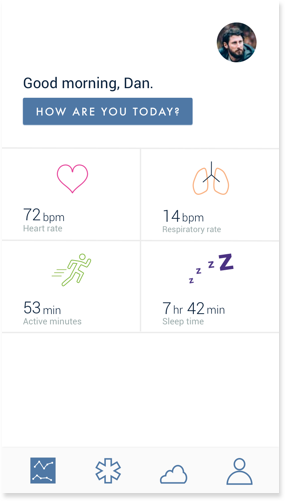 Good morning, Dan.
HOW ARE YOU TODAY?
72 bpm
Heart rate
14 bpm
Respiratory rate
z z z Z
53 min
Active minutes
7 hr 42 min
Sleep time